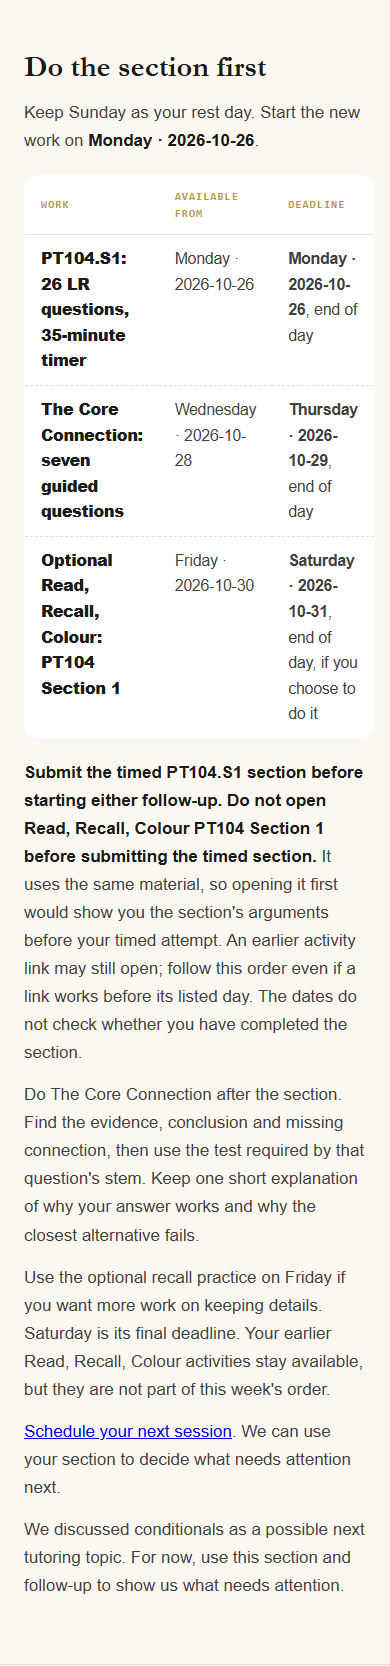 Do the section first
Keep Sunday as your rest day. Start the new
work on Monday · 2026-10-26.
WORK
AVAILABLE
FROM
DEADLINE
PT104.S1:
26 LR
questions,
35-minute
timer
Monday ·
2026-10-26
Monday ·
2026-10-
26, end of
day
The Core
Connection:
seven
guided
questions
Wednesday
· 2026-10-
28
Thursday
· 2026-
10-29,
end of
day
Optional
Read,
Recall,
Colour:
PT104
Section 1
Friday ·
2026-10-30
Saturday
· 2026-
10-31,
end of
day, if you
choose to
do it
Submit the timed PT104.S1 section before
starting either follow-up. Do not open
Read, Recall, Colour PT104 Section 1
before submitting the timed section. It
uses the same material, so opening it first
would show you the section's arguments
before your timed attempt. An earlier activity
link may still open; follow this order even if a
link works before its listed day. The dates do
not check whether you have completed the
section.
Do The Core Connection after the section.
Find the evidence, conclusion and missing
connection, then use the test required by that
question's stem. Keep one short explanation
of why your answer works and why the
closest alternative fails.
Use the optional recall practice on Friday if
you want more work on keeping details.
Saturday is its final deadline. Your earlier
Read, Recall, Colour activities stay available,
but they are not part of this week's order.
Schedule your next session. We can use
your section to decide what needs attention
next.
We discussed conditionals as a possible next
tutoring topic. For now, use this section and
follow-up to show us what needs attention.